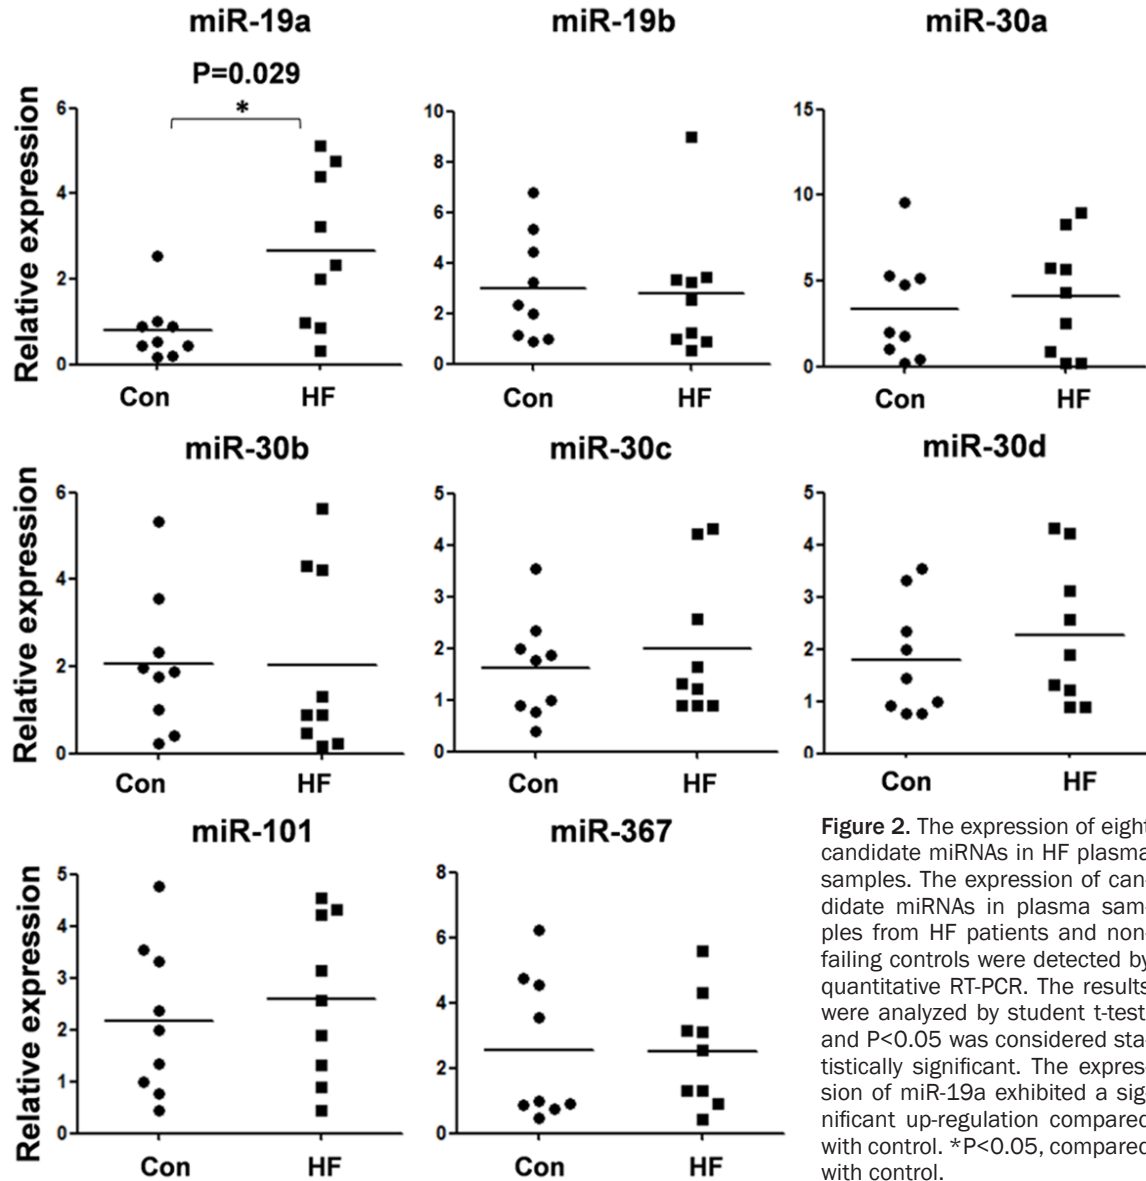 miR-19a
miR-19b
miR-30a
P=0.029
*
Relative expression
6
4
2
0
Con
HF
10
8
6
4
2
0
Con
HF
15
10
5
0
Con
HF
miR-30b
miR-30c
miR-30d
Relative expression
6
4
2
0
Con
HF
5
4
3
2
1
0
Con
HF
5
4
3
2
1
0
Con
HF
miR-101
miR-367
Relative expression
5
4
3
2
1
0
Con
HF
8
6
4
2
0
Con
HF
Figure 2. The expression of eight
candidate miRNAs in HF plasma
samples. The expression of can-
didate miRNAs in plasma sam-
ples from HF patients and non-
failing controls were detected by
quantitative RT-PCR. The results
were analyzed by student t-test,
and P<0.05 was considered sta-
tistically significant. The expres-
sion of miR-19a exhibited a sig-
nificant up-regulation compared
with control. *P<0.05, compared
with control.